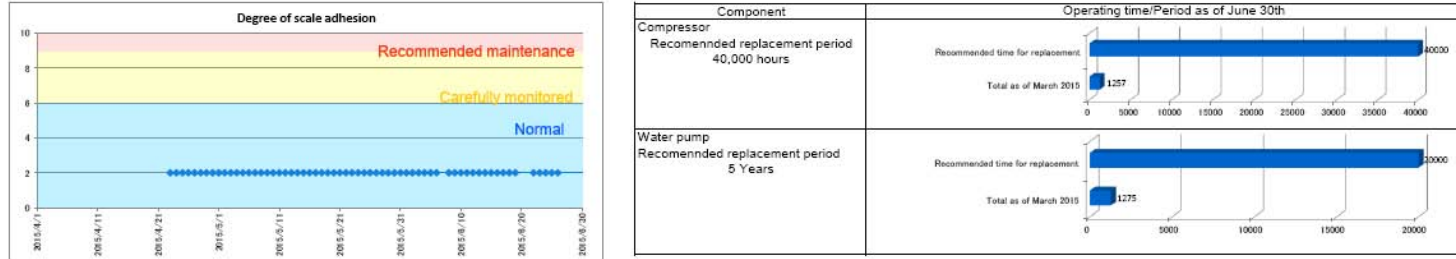 Degree of scale adhesion
10
8
6
4
2
0
Recommended maintenance
Carefully monitored
Normal
2015/4/1
2015/4/11
2015/4/21
2015/5/1
2015/5/11
2015/5/21
2015/5/31
2015/6/10
2015/6/20
2015/6/30
Component
Operating time/Period as of June 30th
Compressor
Recomennded replacement period
40,000 hours
Recommended time for replacement
40000
Total as of March 2015
1257
0 5000 10000 15000 20000 25000 30000 35000 40000
Water pump
Recomennded replacement period
5 Years
Recommended time for replacement
20000
Total as of March 2015
1275
0 5000 10000 15000 20000